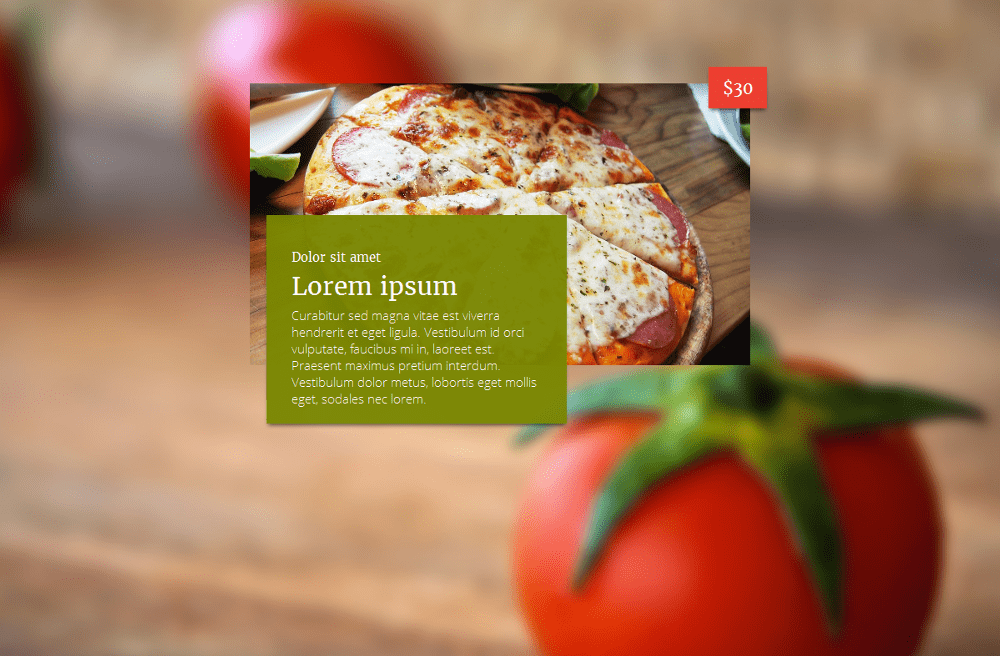 $30
Dolor sit amet
Lorem ipsum
Curabitur sed magna vitae est viverra
hendrerit et eget ligula. Vestibulum id orci
vulputate, faucibus mi in, laoreet est.
Praesent maximus pretium interdum.
Vestibulum dolor metus, lobortis eget mollis
eget, sodales nec lorem.